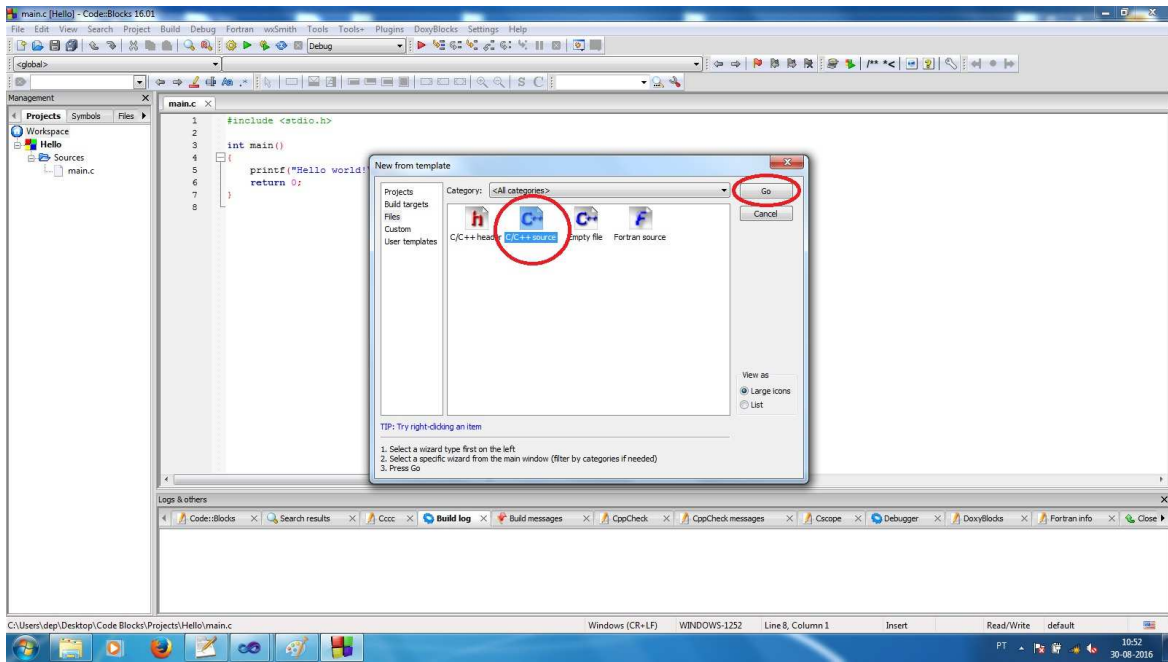 main.c [Hello] - Code::Blocks 16.01
File Edit View Search Project Build Debug Fortran wxSmith Tools Tools+ Plugins DoxyBlocks Settings Help
Debug
<global>
/** *<
S C
Management
main.c
Projects Symbols Files
Workspace
Hello
Sources
main.c
1 #include <stdio.h>
2
3 int main()
4 {
5 printf("Hello world!
6 return 0;
7 }
8
New from template
Projects
Build targets
Files
Custom
User templates
Category: <All categories>
Go
Cancel
C/C++ header C/C++ source Empty file Fortran source
View as
Large icons
List
TIP: Try right-clicking an item
1. Select a wizard type first on the left
2. Select a specific wizard from the main window (filter by categories if needed)
3. Press Go
Logs & others
Code::Blocks Search results Cccc Build log Build messages CppCheck CppCheck messages Cscope Debugger DoxyBlocks Fortran info Close
C:\Users\dep\Desktop\Code Blocks\Projects\Hello\main.c Windows (CR+LF) WINDOWS-1252 Line 8, Column 1 Insert Read/Write default
PT 10:52
30-08-2016